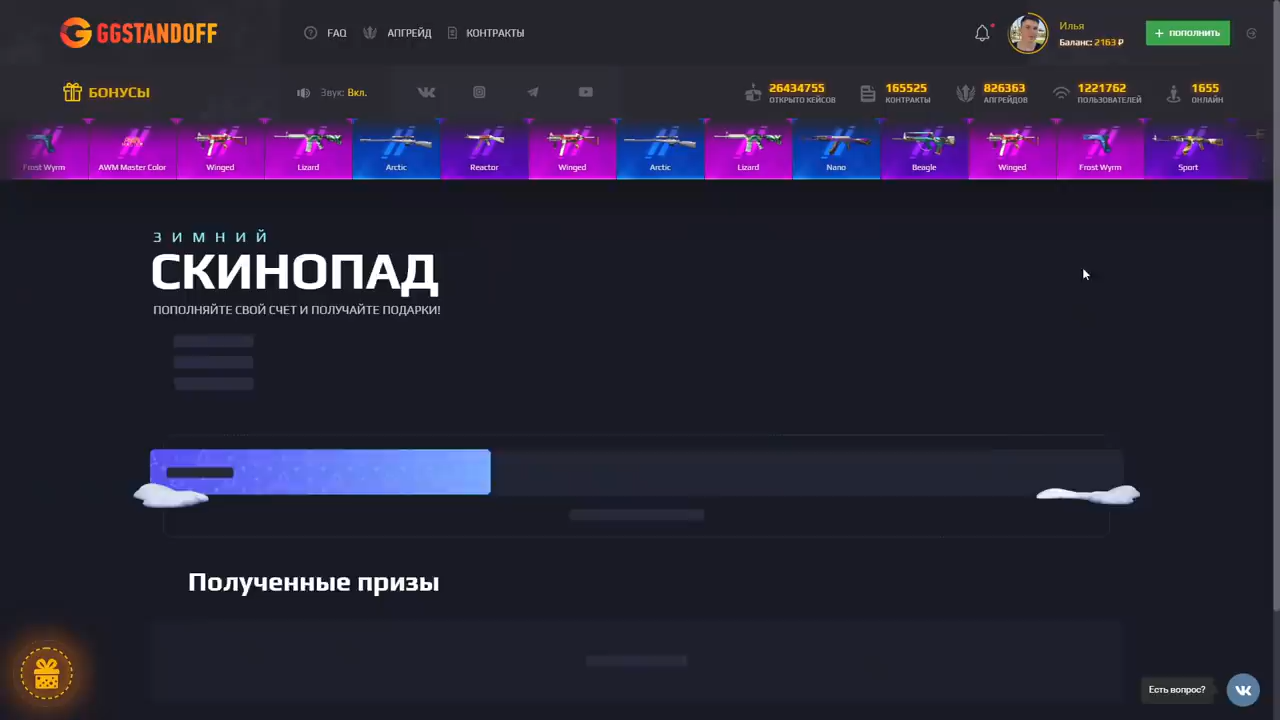 GGSTANDOFF
FAQ
АПГРЕЙД
КОНТРАКТЫ
Илья
Баланс: 2163 ₽
+ ПОПОЛНИТЬ
БОНУСЫ
Звук: Вкл.
26434755
ОТКРЫТО КЕЙСОВ
165525
КОНТРАКТЫ
826363
АПГРЕЙДОВ
1221762
ПОЛЬЗОВАТЕЛЕЙ
1655
ОНЛАЙН
Frost Wyrm
AWM Master Color
Winged
Lizard
Arctic
Reactor
Winged
Arctic
Lizard
Nano
Beagle
Winged
Frost Wyrm
Sport
ЗИМНИЙ
СКИНОПАД
ПОПОЛНЯЙТЕ СВОЙ СЧЕТ И ПОЛУЧАЙТЕ ПОДАРКИ!
Полученные призы
Есть вопрос?